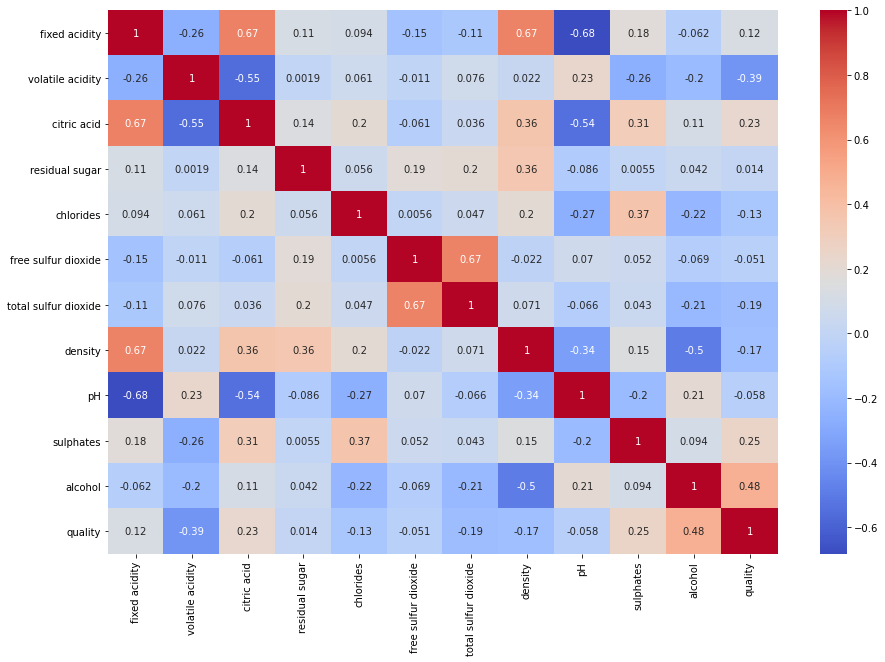 fixed acidity 1 -0.26 0.67 0.11 0.094 -0.15 -0.11 0.67 -0.68 0.18 -0.062 0.12
volatile acidity -0.26 1 -0.55 0.0019 0.061 -0.011 0.076 0.022 0.23 -0.26 -0.2 -0.39
citric acid 0.67 -0.55 1 0.14 0.2 -0.061 0.036 0.36 -0.54 0.31 0.11 0.23
residual sugar 0.11 0.0019 0.14 1 0.056 0.19 0.2 0.36 -0.086 0.0055 0.042 0.014
chlorides 0.094 0.061 0.2 0.056 1 0.0056 0.047 0.2 -0.27 0.37 -0.22 -0.13
free sulfur dioxide -0.15 -0.011 -0.061 0.19 0.0056 1 0.67 -0.022 0.07 0.052 -0.069 -0.051
total sulfur dioxide -0.11 0.076 0.036 0.2 0.047 0.67 1 0.071 -0.066 0.043 -0.21 -0.19
density 0.67 0.022 0.36 0.36 0.2 -0.022 0.071 1 -0.34 0.15 -0.5 -0.17
pH -0.68 0.23 -0.54 -0.086 -0.27 0.07 -0.066 -0.34 1 -0.2 0.21 -0.058
sulphates 0.18 -0.26 0.31 0.0055 0.37 0.052 0.043 0.15 -0.2 1 0.094 0.25
alcohol -0.062 -0.2 0.11 0.042 -0.22 -0.069 -0.21 -0.5 0.21 0.094 1 0.48
quality 0.12 -0.39 0.23 0.014 -0.13 -0.051 -0.19 -0.17 -0.058 0.25 0.48 1
fixed acidity
volatile acidity
citric acid
residual sugar
chlorides
free sulfur dioxide
total sulfur dioxide
density
pH
sulphates
alcohol
quality
1.0
0.8
0.6
0.4
0.2
0.0
-0.2
-0.4
-0.6